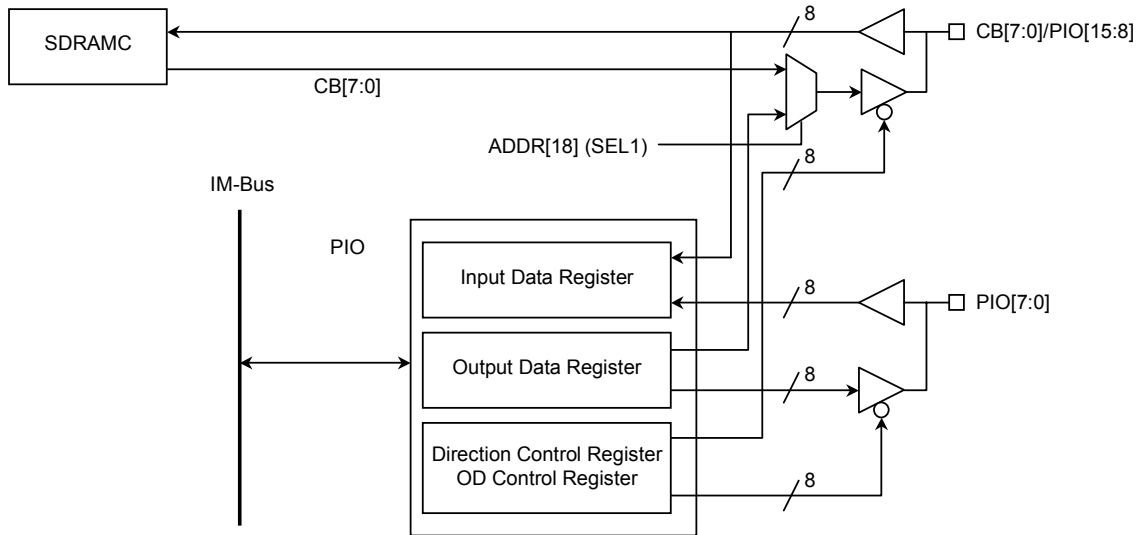 8
SDRAMC
CB[7:0]/PIO[15:8]
CB[7:0]
ADDR[18] (SEL1)
8
IM-Bus
PIO
Input Data Register
8
PIO[7:0]
Output Data Register
8
Direction Control Register
OD Control Register
8